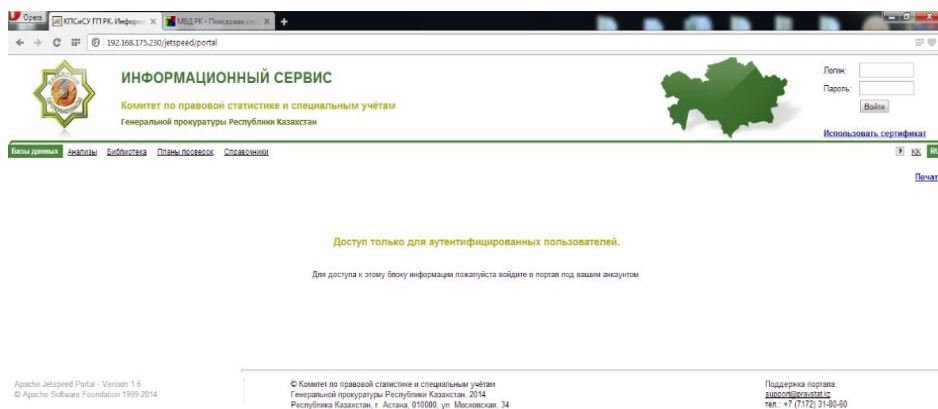 Opera
КПСиСУ ГП РК. Информ
МВД РК - Поисковая сис
192.168.175.230/jetspeed/portal
ИНФОРМАЦИОННЫЙ СЕРВИС
Комитет по правовой статистике и специальным учётам
Генеральной прокуратуры Республики Казахстан
Логин:
Пароль:
Войти
Использовать сертификат
Базы данных Анализы Библиотека Планы проверок Справочники
KK RU
Печат
Доступ только для аутентифицированных пользователей.
Для доступа к этому блоку информации пожалуйста войдите в портал под вашим аккаунтом.
Apache Jetspeed Portal - Version 1.6
© Apache Software Foundation 1999-2014
© Комитет по правовой статистике и специальным учётам
Генеральной прокуратуры Республики Казахстан, 2014
Республика Казахстан, г. Астана, 010000, ул. Московская, 34
Поддержка портала:
support@pravstat.kz
тел.: +7 (7172) 31-80-60